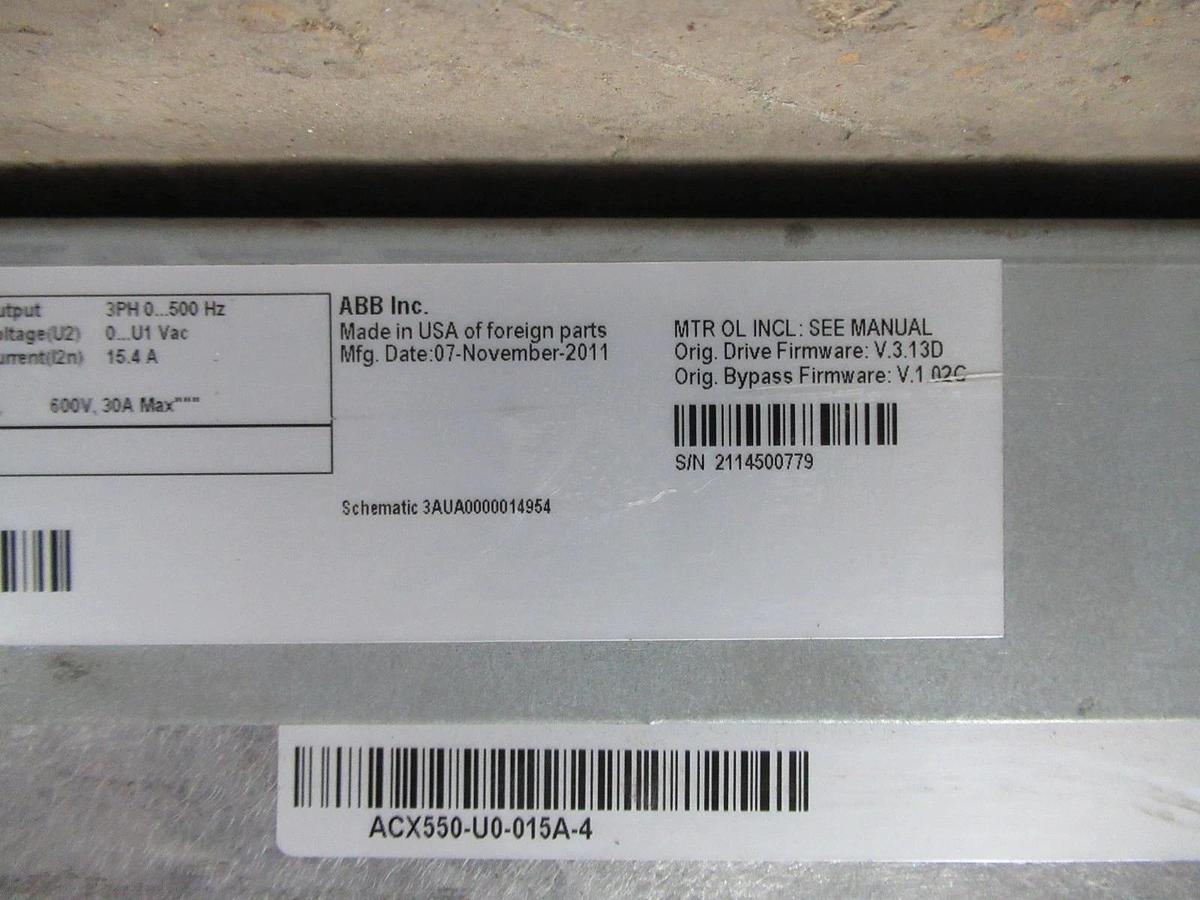 utput 3PH 0...500 Hz
oltage(U2) 0...U1 Vac
urrent(I2n) 15.4 A
600V, 30A Max"""
ABB Inc.
Made in USA of foreign parts
Mfg. Date:07-November-2011
Schematic 3AUA0000014954
MTR OL INCL: SEE MANUAL
Orig. Drive Firmware: V.3.13D
Orig. Bypass Firmware:
S/N 2114500779
ACX550-U0-015A-4